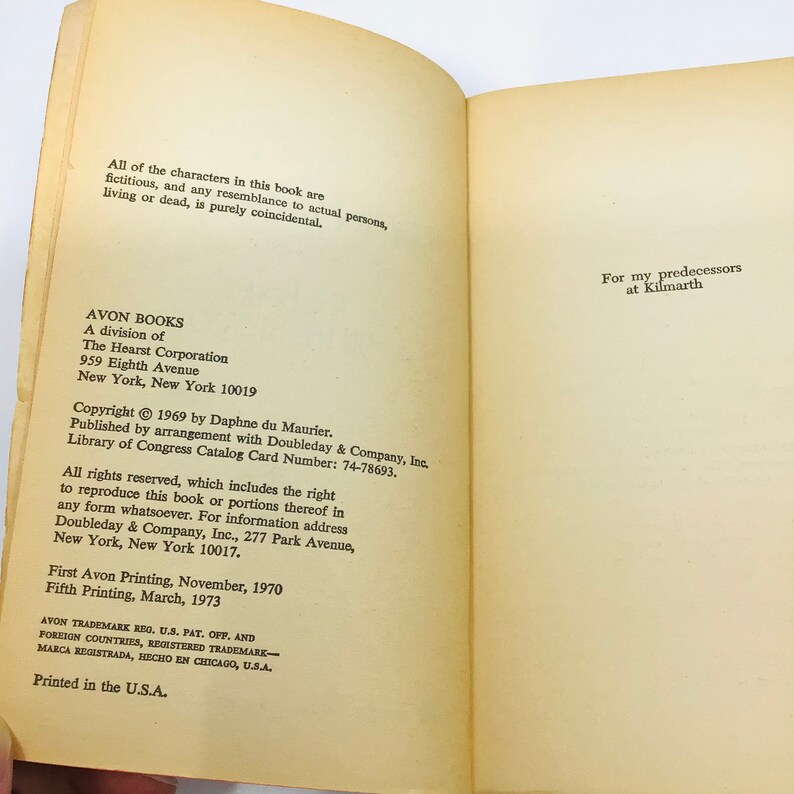 All of the characters in this book are
fictitious, and any resemblance to actual persons,
living or dead, is purely coincidental.
AVON BOOKS
A division of
The Hearst Corporation
959 Eighth Avenue
New York, New York 10019
Copyright © 1969 by Daphne du Maurier.
Published by arrangement with Doubleday & Company, Inc.
Library of Congress Catalog Card Number: 74-78693.
All rights reserved, which includes the right
to reproduce this book or portions thereof in
any form whatsoever. For information address
Doubleday & Company, Inc., 277 Park Avenue,
New York, New York 10017.
First Avon Printing, November, 1970
Fifth Printing, March, 1973
AVON TRADEMARK REG. U.S. PAT. OFF. AND
FOREIGN COUNTRIES, REGISTERED TRADEMARK—
MARCA REGISTRADA, HECHO EN CHICAGO, U.S.A.
Printed in the U.S.A.
For my predecessors
at Kilmarth